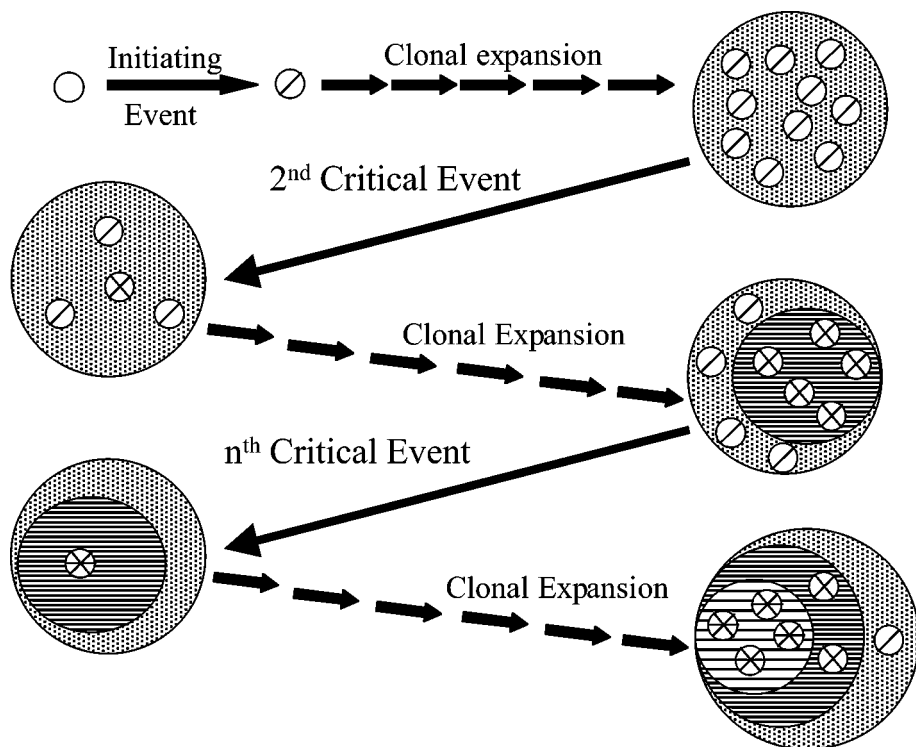 Initiating
Event
Clonal expansion
2nd Critical Event
Clonal Expansion
nth Critical Event
Clonal Expansion